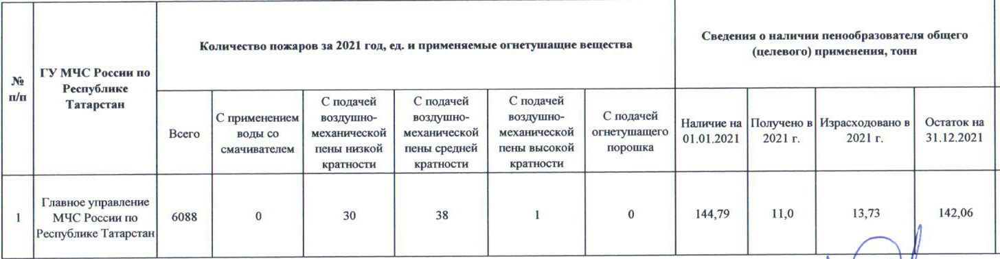 №
п/п
ГУ МЧС России по
Республике
Татарстан
Количество пожаров за 2021 год, ед. и применяемые огнетушащие вещества
Сведения о наличии пенообразователя общего
(целевого) применения, тонн
Всего
С применением
воды со
смачивателем
С подачей
воздушно-
механической
пены низкой
кратности
С подачей
воздушно-
механической
пены средней
кратности
С подачей
воздушно-
механической
пены высокой
кратности
С подачей
огнетушащего
порошка
Наличие на
01.01.2021
Получено в
2021 г.
Израсходовано в
2021 г.
Остаток на
31.12.2021
1
Главное управление
МЧС России по
Республике Татарстан
6088
0
30
38
1
0
144,79
11,0
13,73
142,06